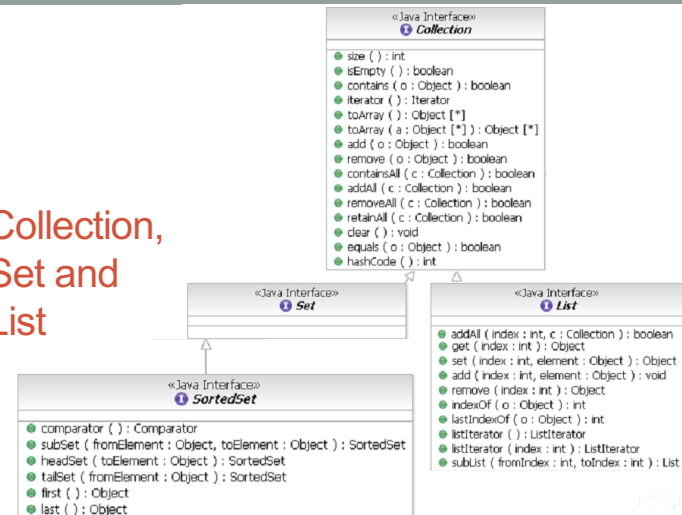 Collection,
Set and
List
«Java Interface»
Collection
size ( ) : int
isEmpty ( ) : boolean
contains ( o : Object ) : boolean
iterator ( ) : Iterator
toArray ( ) : Object [*]
toArray ( a : Object [*] ) : Object [*]
add ( o : Object ) : boolean
remove ( o : Object ) : boolean
containsAll ( c : Collection ) : boolean
addAll ( c : Collection ) : boolean
removeAll ( c : Collection ) : boolean
retainAll ( c : Collection ) : boolean
clear ( ) : void
equals ( o : Object ) : boolean
hashCode ( ) : int
«Java Interface»
Set
«Java Interface»
List
addAll ( index : int, c : Collection ) : boolean
get ( index : int ) : Object
set ( index : int, element : Object ) : Object
add ( index : int, element : Object ) : void
remove ( index : int ) : Object
indexOf ( o : Object ) : int
lastIndexOf ( o : Object ) : int
listIterator ( ) : ListIterator
listIterator ( index : int ) : ListIterator
subList ( fromIndex : int, toIndex : int ) : List
«Java Interface»
SortedSet
comparator ( ) : Comparator
subSet ( fromElement : Object, toElement : Object ) : SortedSet
headSet ( toElement : Object ) : SortedSet
tailSet ( fromElement : Object ) : SortedSet
first ( ) : Object
last ( ) : Object